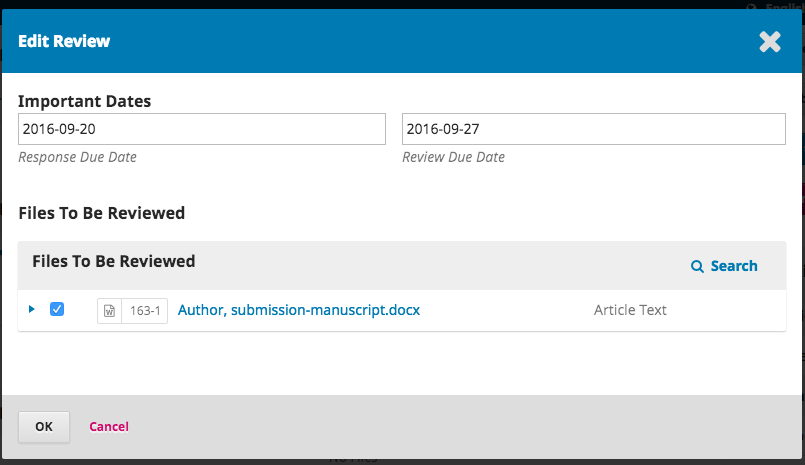 English
Edit Review
Important Dates
2016-09-20 2016-09-27
Response Due Date Review Due Date
Files To Be Reviewed
Files To Be Reviewed
Search
163-1 Author, submission-manuscript.docx Article Text
OK Cancel